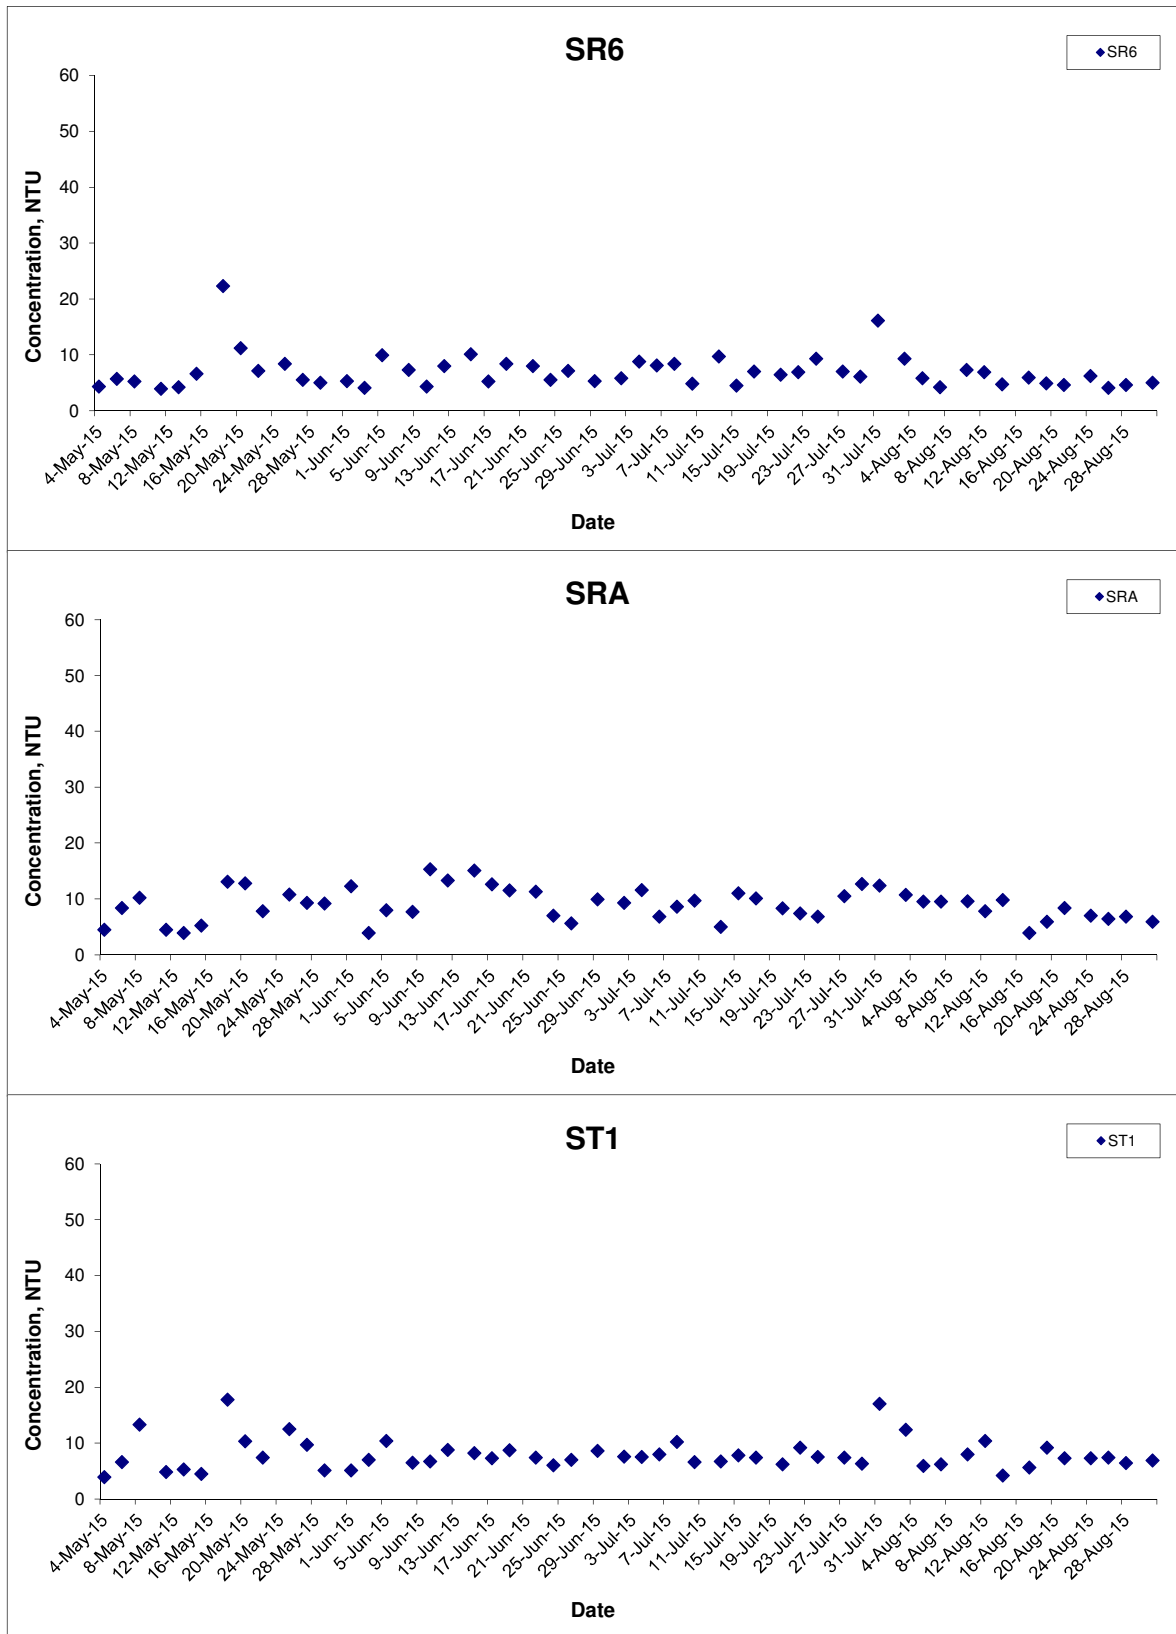 SR6
SR6
Concentration, NTU
60
50
40
30
20
10
0
4-May-15
8-May-15
12-May-15
16-May-15
20-May-15
24-May-15
28-May-15
1-Jun-15
5-Jun-15
9-Jun-15
13-Jun-15
17-Jun-15
21-Jun-15
25-Jun-15
29-Jun-15
3-Jul-15
7-Jul-15
11-Jul-15
15-Jul-15
19-Jul-15
23-Jul-15
27-Jul-15
31-Jul-15
4-Aug-15
8-Aug-15
12-Aug-15
16-Aug-15
20-Aug-15
24-Aug-15
28-Aug-15
Date
SRA
SRA
Concentration, NTU
60
50
40
30
20
10
0
4-May-15
8-May-15
12-May-15
16-May-15
20-May-15
24-May-15
28-May-15
1-Jun-15
5-Jun-15
9-Jun-15
13-Jun-15
17-Jun-15
21-Jun-15
25-Jun-15
29-Jun-15
3-Jul-15
7-Jul-15
11-Jul-15
15-Jul-15
19-Jul-15
23-Jul-15
27-Jul-15
31-Jul-15
4-Aug-15
8-Aug-15
12-Aug-15
16-Aug-15
20-Aug-15
24-Aug-15
28-Aug-15
Date
ST1
ST1
Concentration, NTU
60
50
40
30
20
10
0
4-May-15
8-May-15
12-May-15
16-May-15
20-May-15
24-May-15
28-May-15
1-Jun-15
5-Jun-15
9-Jun-15
13-Jun-15
17-Jun-15
21-Jun-15
25-Jun-15
29-Jun-15
3-Jul-15
7-Jul-15
11-Jul-15
15-Jul-15
19-Jul-15
23-Jul-15
27-Jul-15
31-Jul-15
4-Aug-15
8-Aug-15
12-Aug-15
16-Aug-15
20-Aug-15
24-Aug-15
28-Aug-15
Date